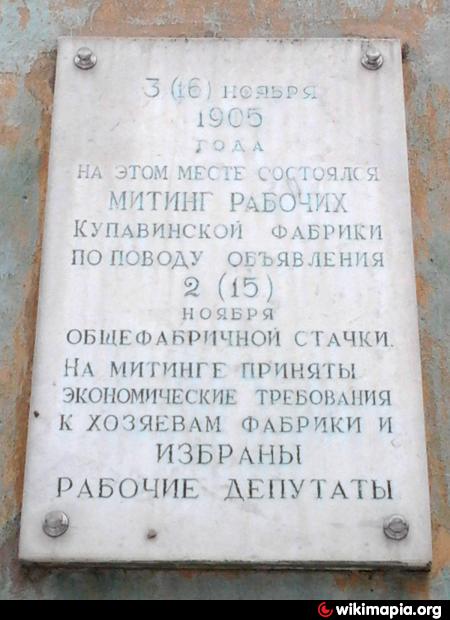 3 (16) НОЯБРЯ
1905
ГОДА
НА ЭТОМ МЕСТЕ СОСТОЯЛСЯ
МИТИНГ РАБОЧИХ
КУПАВИНСКОЙ ФАБРИКИ
ПО ПОВОДУ ОБЪЯВЛЕНИЯ
2 (15)
НОЯБРЯ
ОБЩЕФАБРИЧНОЙ СТАЧКИ.
НА МИТИНГЕ ПРИНЯТЫ
ЭКОНОМИЧЕСКИЕ ТРЕБОВАНИЯ
К ХОЗЯЕВАМ ФАБРИКИ И
ИЗБРАНЫ
РАБОЧИЕ ДЕПУТАТЫ
wikimapia.org